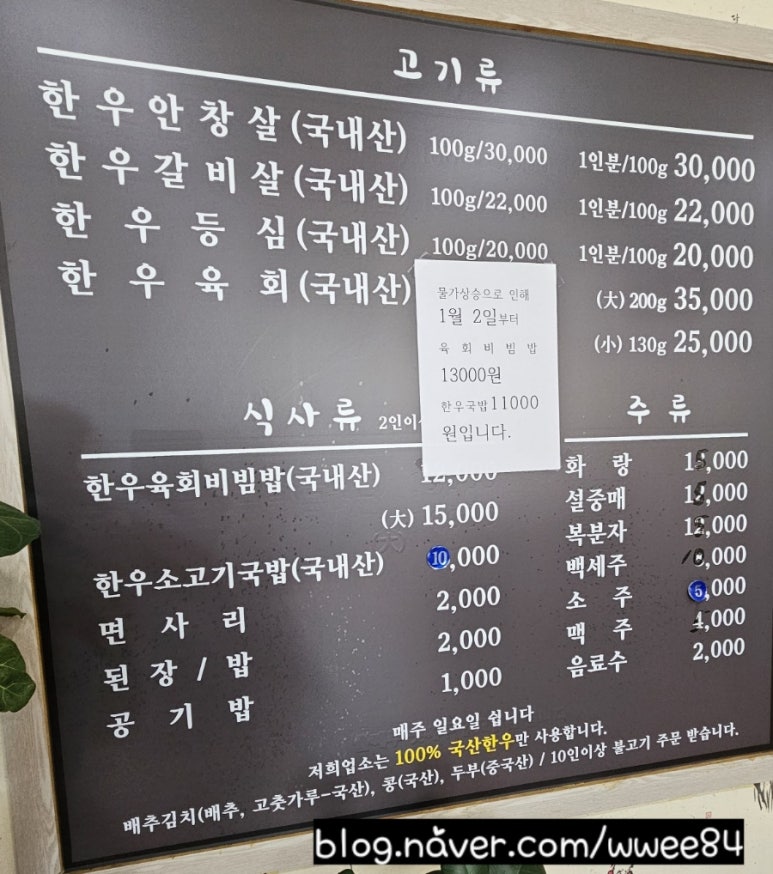 고기류
한우안창살(국내산) 100g/30,000 1인분/100g 30,000
한우갈비살(국내산) 100g/22,000 1인분/100g 22,000
한우등심(국내산) 100g/20,000 1인분/100g 20,000
한우육회(국내산) (大) 200g 35,000
(小) 130g 25,000
물가상승으로 인해
1월 2일부터
육회비빔밥
13000원
한우국밥11000
원입니다.
식사류 2인이
한우육회비빔밥(국내산)
(大) 15,000
한우소고기국밥(국내산) 10,000
면사리 2,000
된장/밥 2,000
공기밥 1,000
주류
화랑
설중매
복분자 12,000
백세주
소주 5,000
맥주
음료수 2,000
매주 일요일 쉽니다
저희업소는 100% 국산한우만 사용합니다.
배추김치(배추, 고춧가루-국산), 콩(국산), 두부(중국산) / 10인이상 불고기 주문 받습니다.
blog.naver.com/wwee84